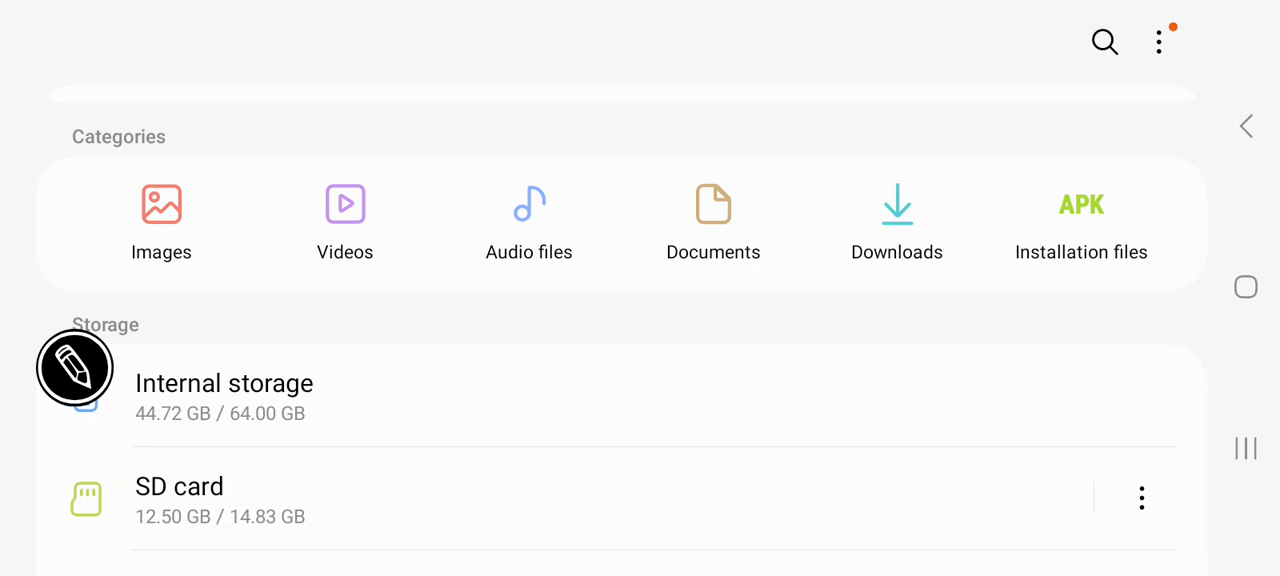 Categories
Images Videos Audio files Documents Downloads APK Installation files
Storage
Internal storage
44.72 GB / 64.00 GB
SD card
12.50 GB / 14.83 GB